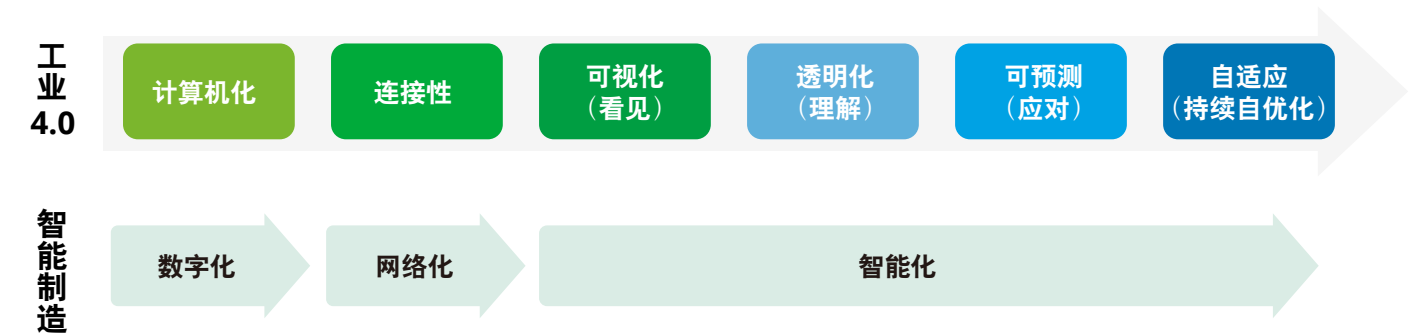 工业4.0
计算机化
连接性
可视化
（看见）
透明化
（理解）
可预测
（应对）
自适应
（持续自优化）
智能制造
数字化
网络化
智能化